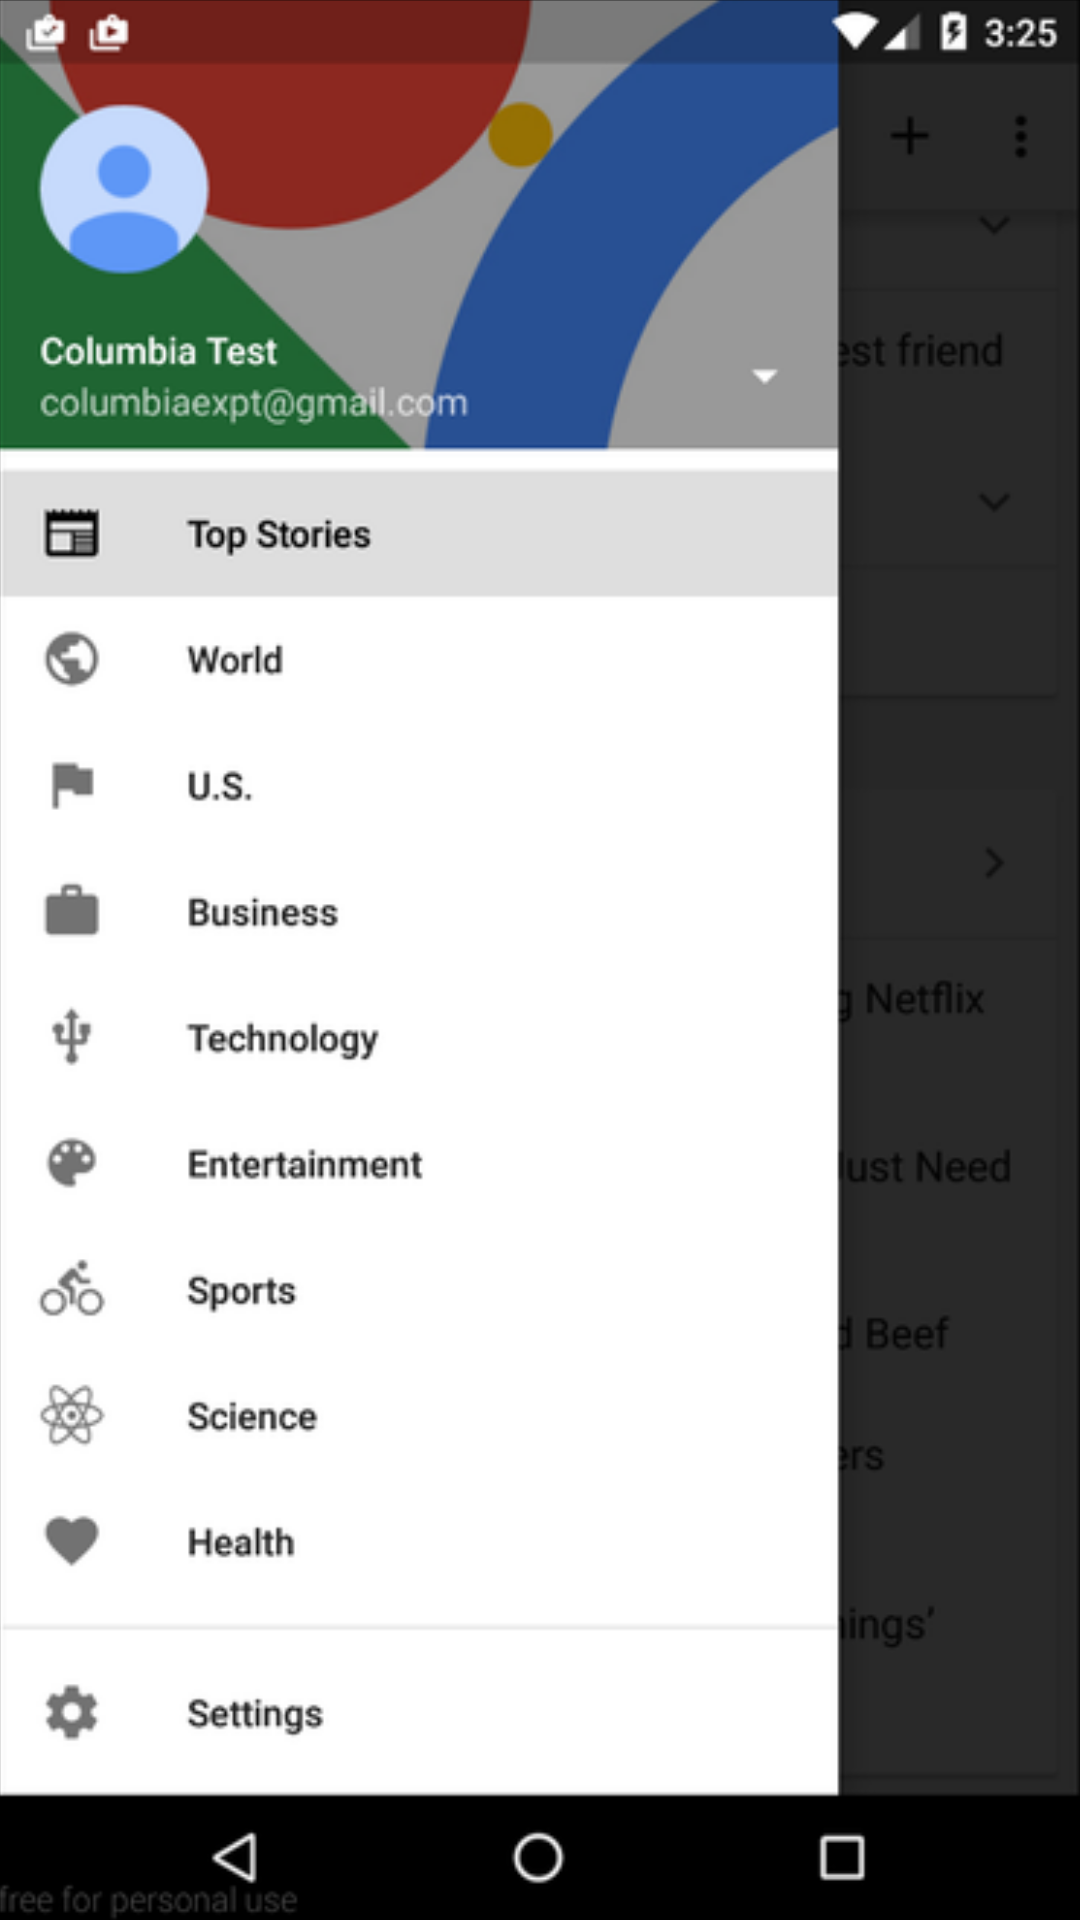 3:25
est friend
Columbia Test
columbiaexpt@gmail.com
Top Stories
World
U.S.
Business
g Netflix
Technology
Entertainment
Just Need
Sports
d Beef
Science
ers
Health
ings’
Settings
free for personal use